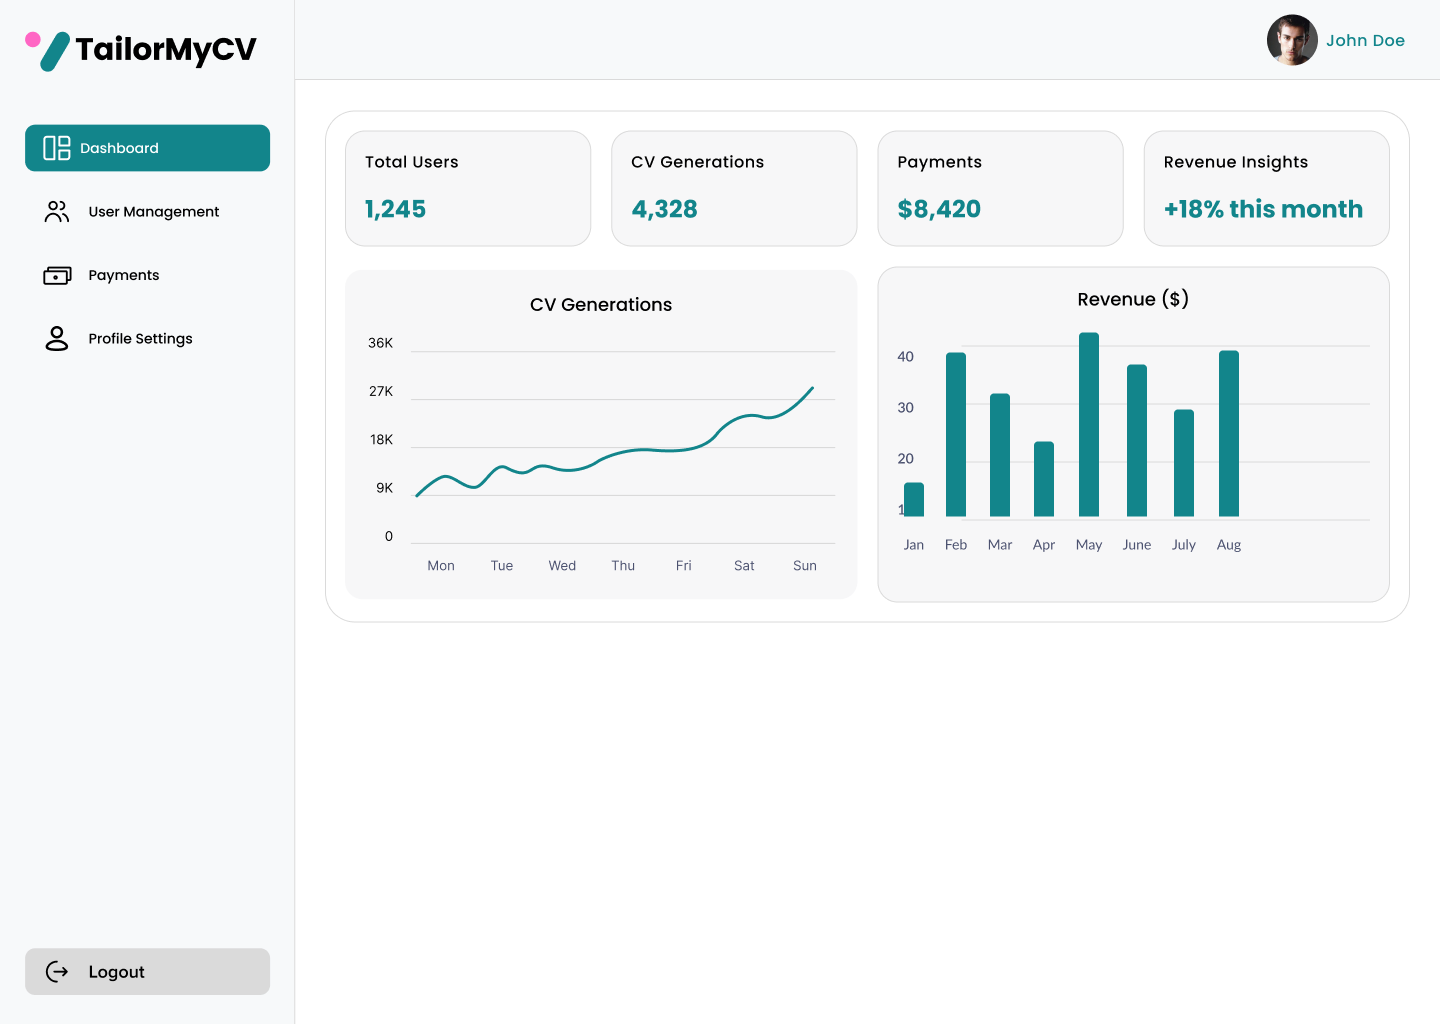 TailorMyCV
John Doe
Dashboard
User Management
Payments
Profile Settings
Logout
Total Users
1,245
CV Generations
4,328
Payments
$8,420
Revenue Insights
+18% this month
CV Generations
36K
27K
18K
9K
0
Mon Tue Wed Thu Fri Sat Sun
Revenue ($)
40
30
20
1
Jan Feb Mar Apr May June July Aug